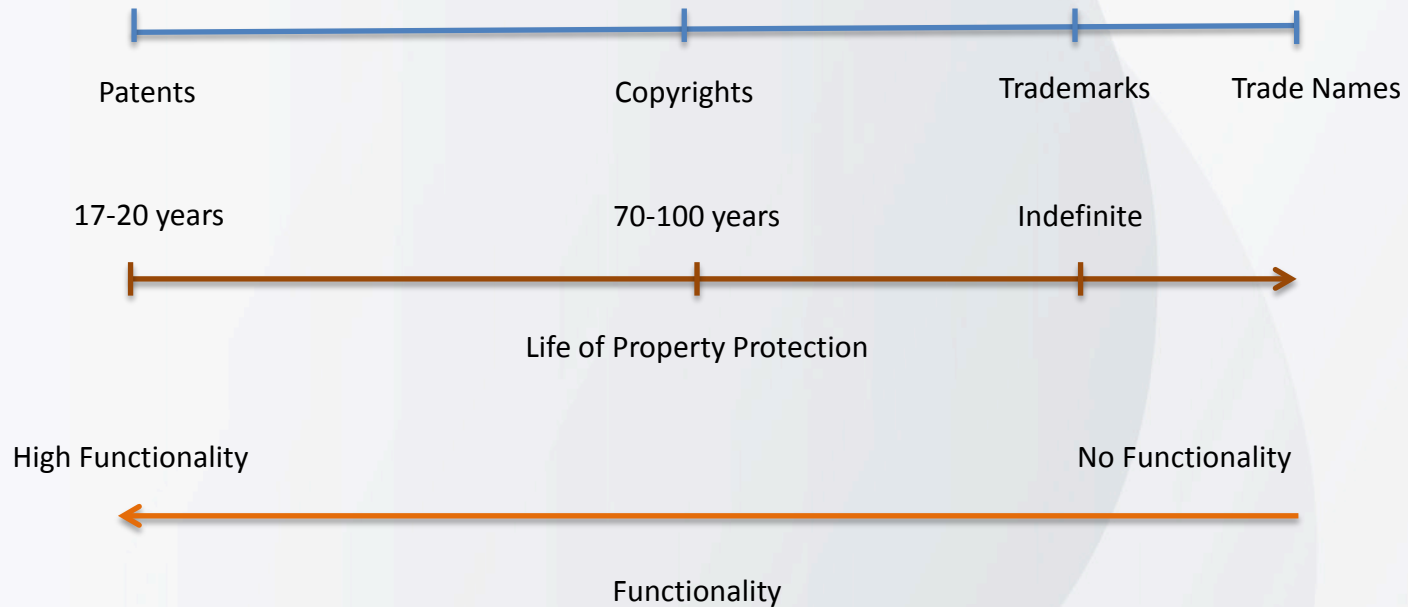 Patents
Copyrights
Trademarks
Trade Names
17-20 years
70-100 years
Indefinite
Life of Property Protection
High Functionality
No Functionality
Functionality